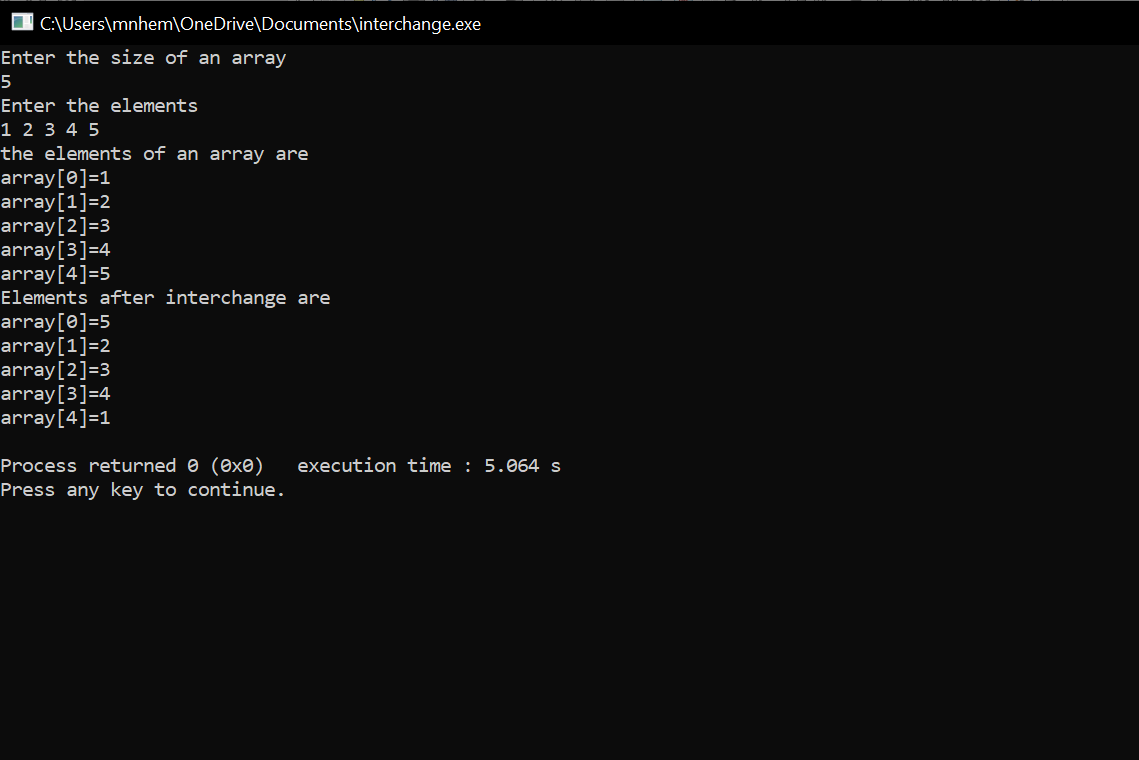 C:\Users\mnhem\OneDrive\Documents\interchange.exe
Enter the size of an array
5
Enter the elements
1 2 3 4 5
the elements of an array are
array[0]=1
array[1]=2
array[2]=3
array[3]=4
array[4]=5
Elements after interchange are
array[0]=5
array[1]=2
array[2]=3
array[3]=4
array[4]=1
Process returned 0 (0x0)   execution time : 5.064 s
Press any key to continue.